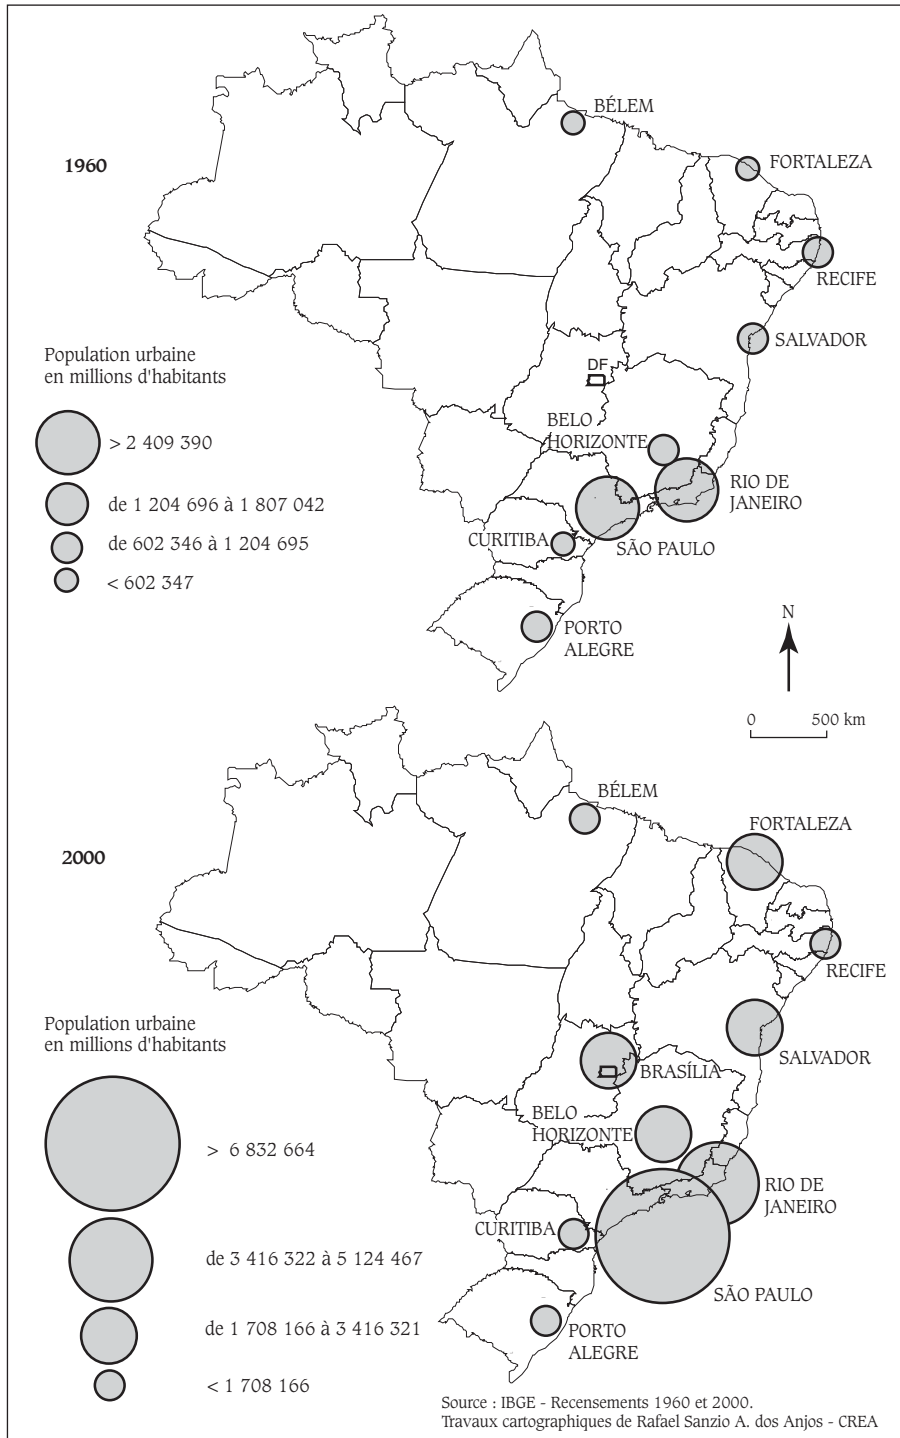 1960
BÉLEM
FORTALEZA
RECIFE
SALVADOR
DF
BELO
HORIZONTE
RIO DE
JANEIRO
SÃO PAULO
CURITIBA
PORTO
ALEGRE
Population urbaine
en millions d'habitants
> 2 409 390
de 1 204 696 à 1 807 042
de 602 346 à 1 204 695
< 602 347
N
0 500 km
2000
BÉLEM
FORTALEZA
RECIFE
SALVADOR
BRASÍLIA
BELO
HORIZONTE
RIO DE
JANEIRO
CURITIBA
SÃO PAULO
PORTO
ALEGRE
Population urbaine
en millions d'habitants
> 6 832 664
de 3 416 322 à 5 124 467
de 1 708 166 à 3 416 321
< 1 708 166
Source : IBGE - Recensements 1960 et 2000.
Travaux cartographiques de Rafael Sanzio A. dos Anjos - CREA